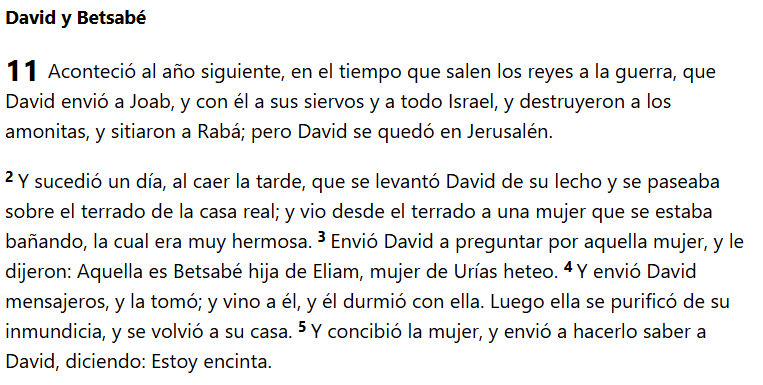 David y Betsabé
11 Aconteció al año siguiente, en el tiempo que salen los reyes a la guerra, que
David envió a Joab, y con él a sus siervos y a todo Israel, y destruyeron a los
amonitas, y sitiaron a Rabá; pero David se quedó en Jerusalén.
2 Y sucedió un día, al caer la tarde, que se levantó David de su lecho y se paseaba
sobre el terrado de la casa real; y vio desde el terrado a una mujer que se estaba
bañando, la cual era muy hermosa. 3 Envió David a preguntar por aquella mujer, y le
dijeron: Aquella es Betsabé hija de Eliam, mujer de Urías heteo. 4 Y envió David
mensajeros, y la tomó; y vino a él, y él durmió con ella. Luego ella se purificó de su
inmundicia, y se volvió a su casa. 5 Y concibió la mujer, y envió a hacerlo saber a
David, diciendo: Estoy encinta.